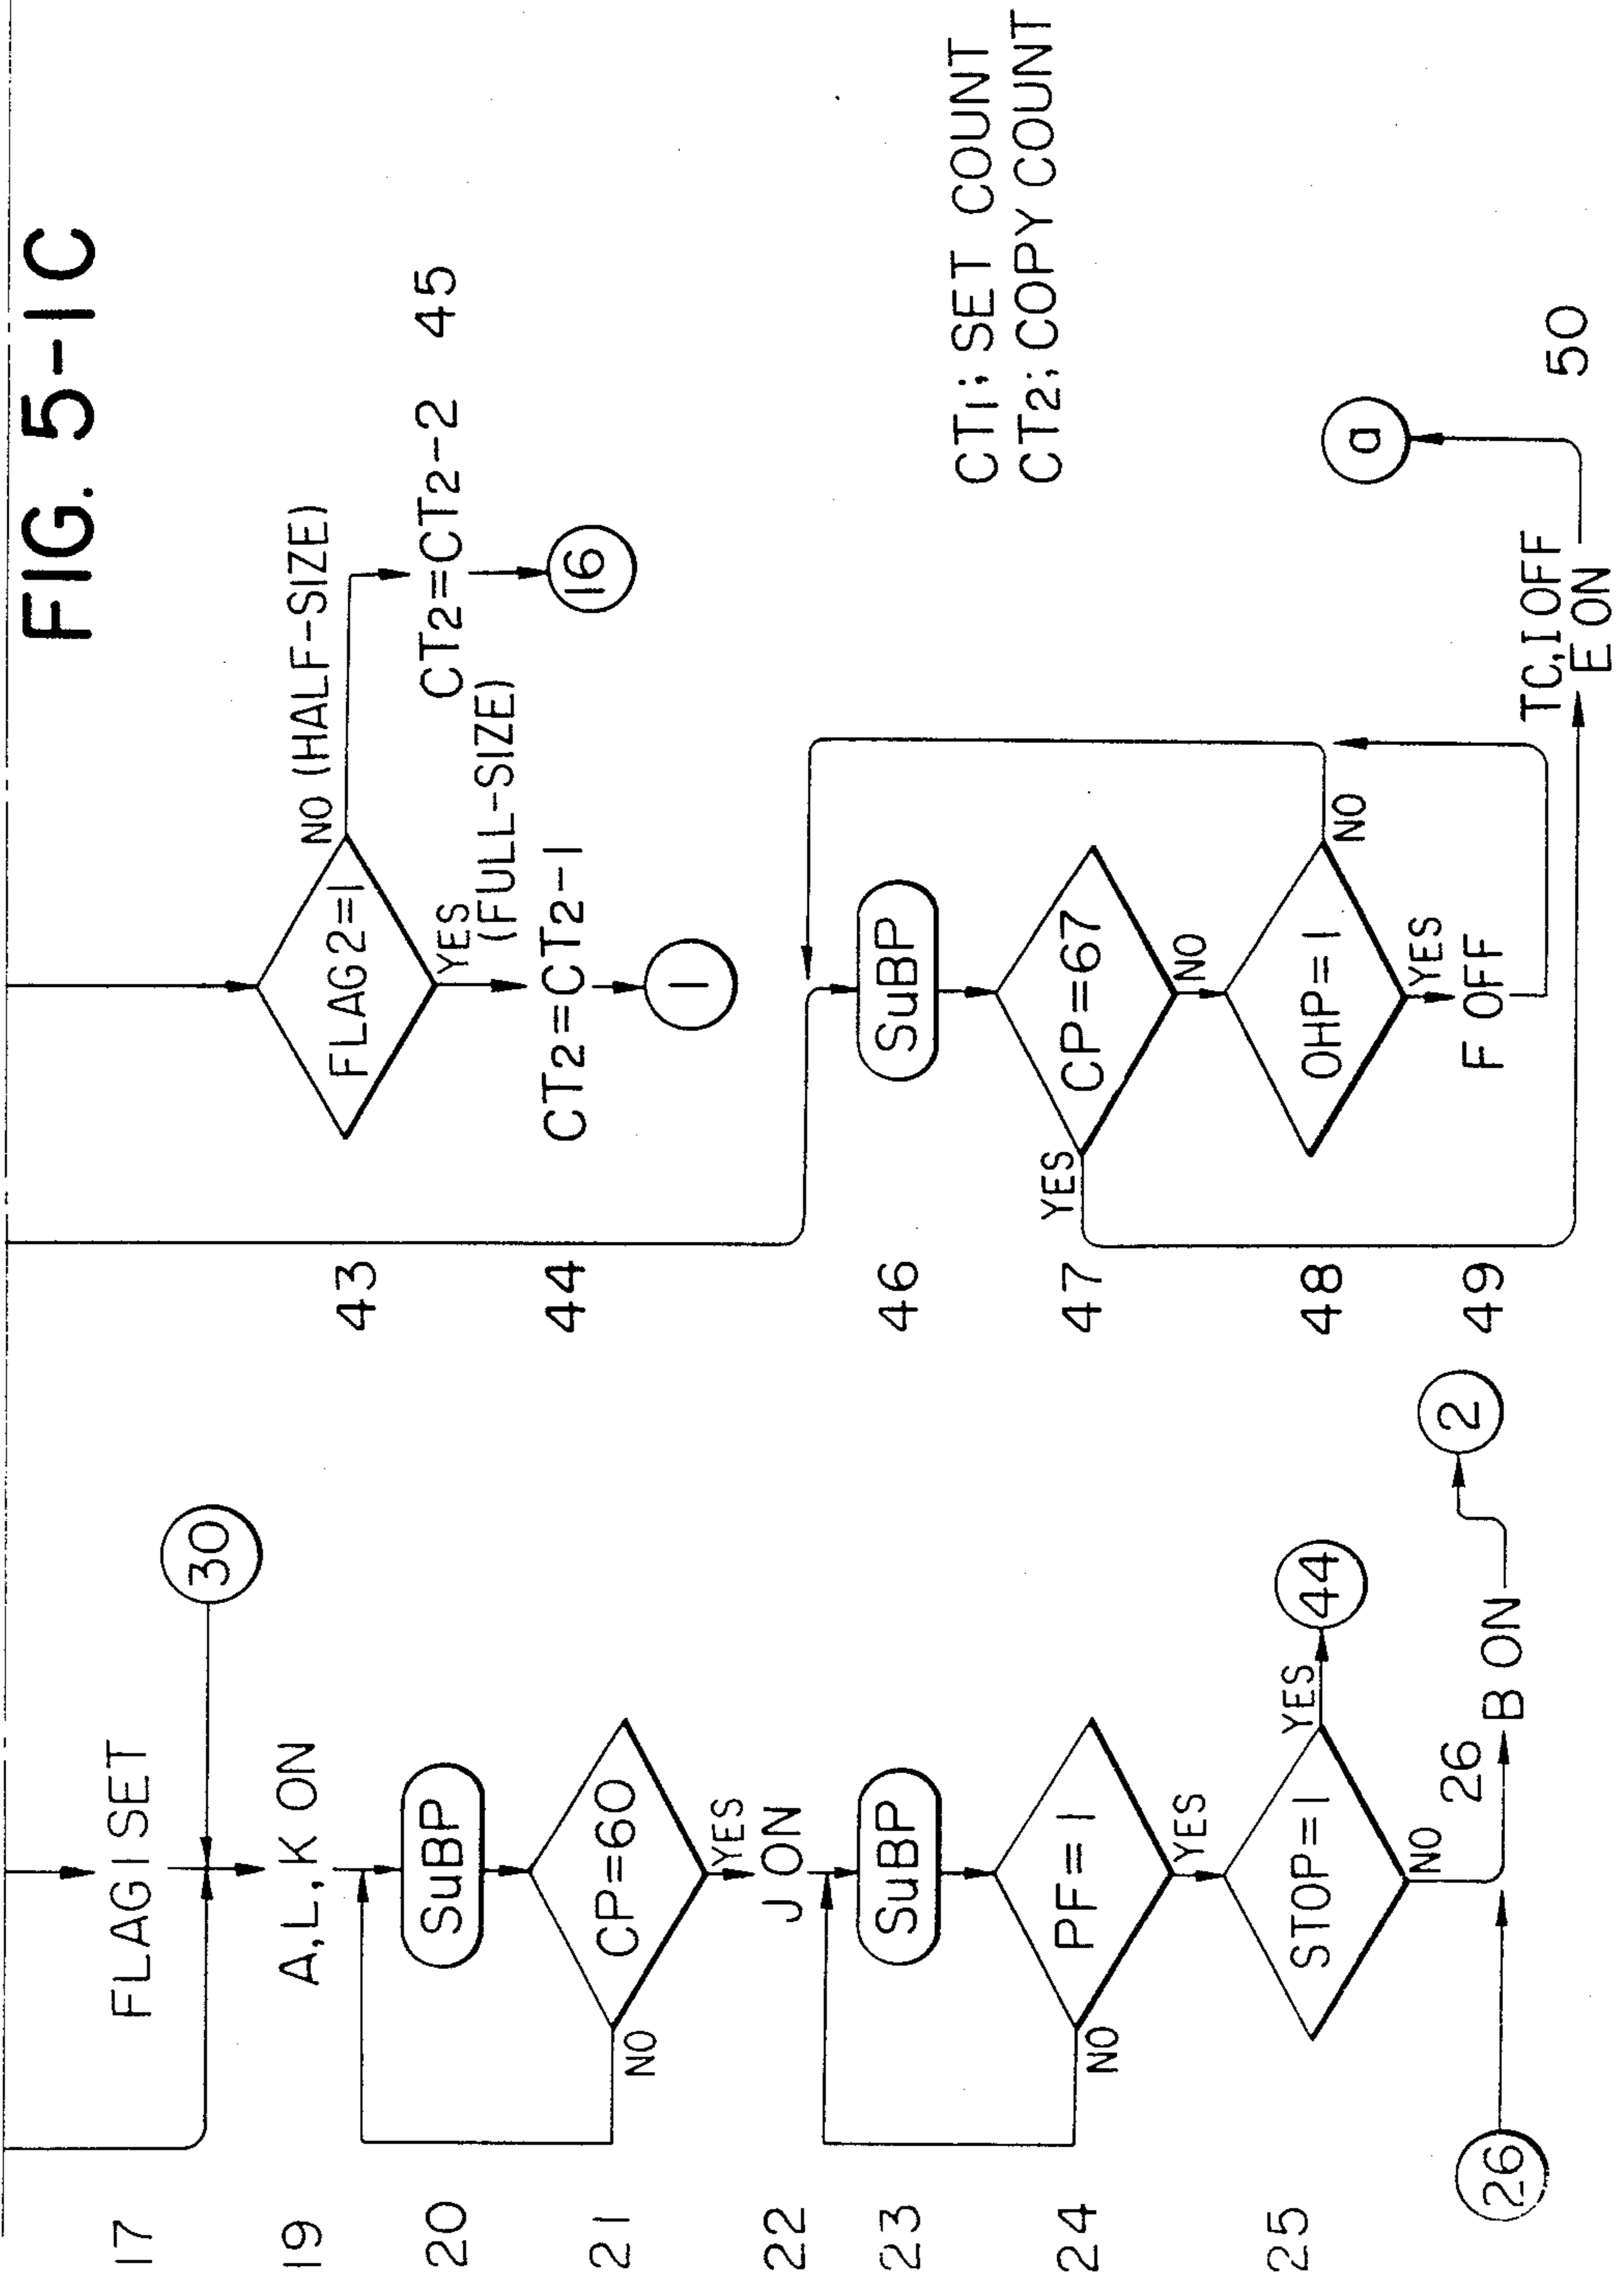 FIG. 5-1C
17
FLAG 1 SET
30
19
A,L,K ON
20
SuBP
21
CP=60
NO
YES
22
J ON
23
SuBP
24
PF=1
NO
YES
25
STOP=1
YES
44
NO
26
26
B ON
2
43
FLAG2=1
NO (HALF-SIZE)
YES
(FULL-SIZE)
44
CT2=CT2-1
CT2=CT2-2 45
1
16
46
SuBP
47
CP=67
YES
NO
48
OHP=1
NO
YES
49
F OFF
TC,I OFF
E ON
50
a
CT1; SET COUNT
CT2; COPY COUNT